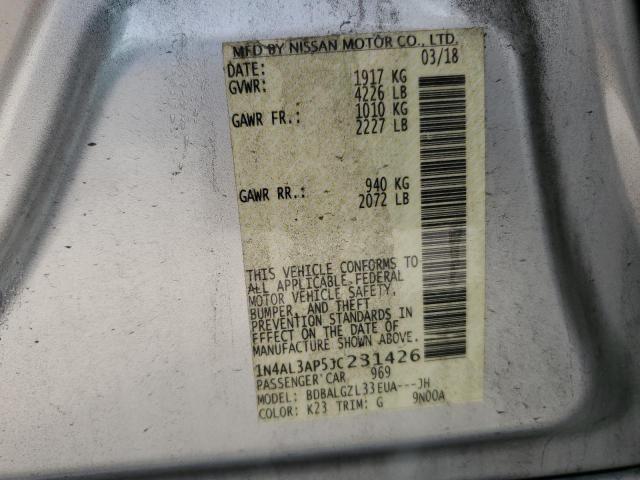 MFD BY NISSAN MOTOR CO., LTD.
DATE: 03/18
GVWR: 1917 KG
4226 LB
GAWR FR.: 1010 KG
2227 LB
GAWR RR.: 940 KG
2072 LB
THIS VEHICLE CONFORMS TO
ALL APPLICABLE FEDERAL
MOTOR VEHICLE SAFETY,
BUMPER, AND THEFT
PREVENTION STANDARDS IN
EFFECT ON THE DATE OF
MANUFACTURE SHOWN ABOVE.
1N4AL3AP5JC231426
PASSENGER CAR 969
MODEL: BDBALGZL33EUA---JH
COLOR: K23 TRIM: G 9N00A